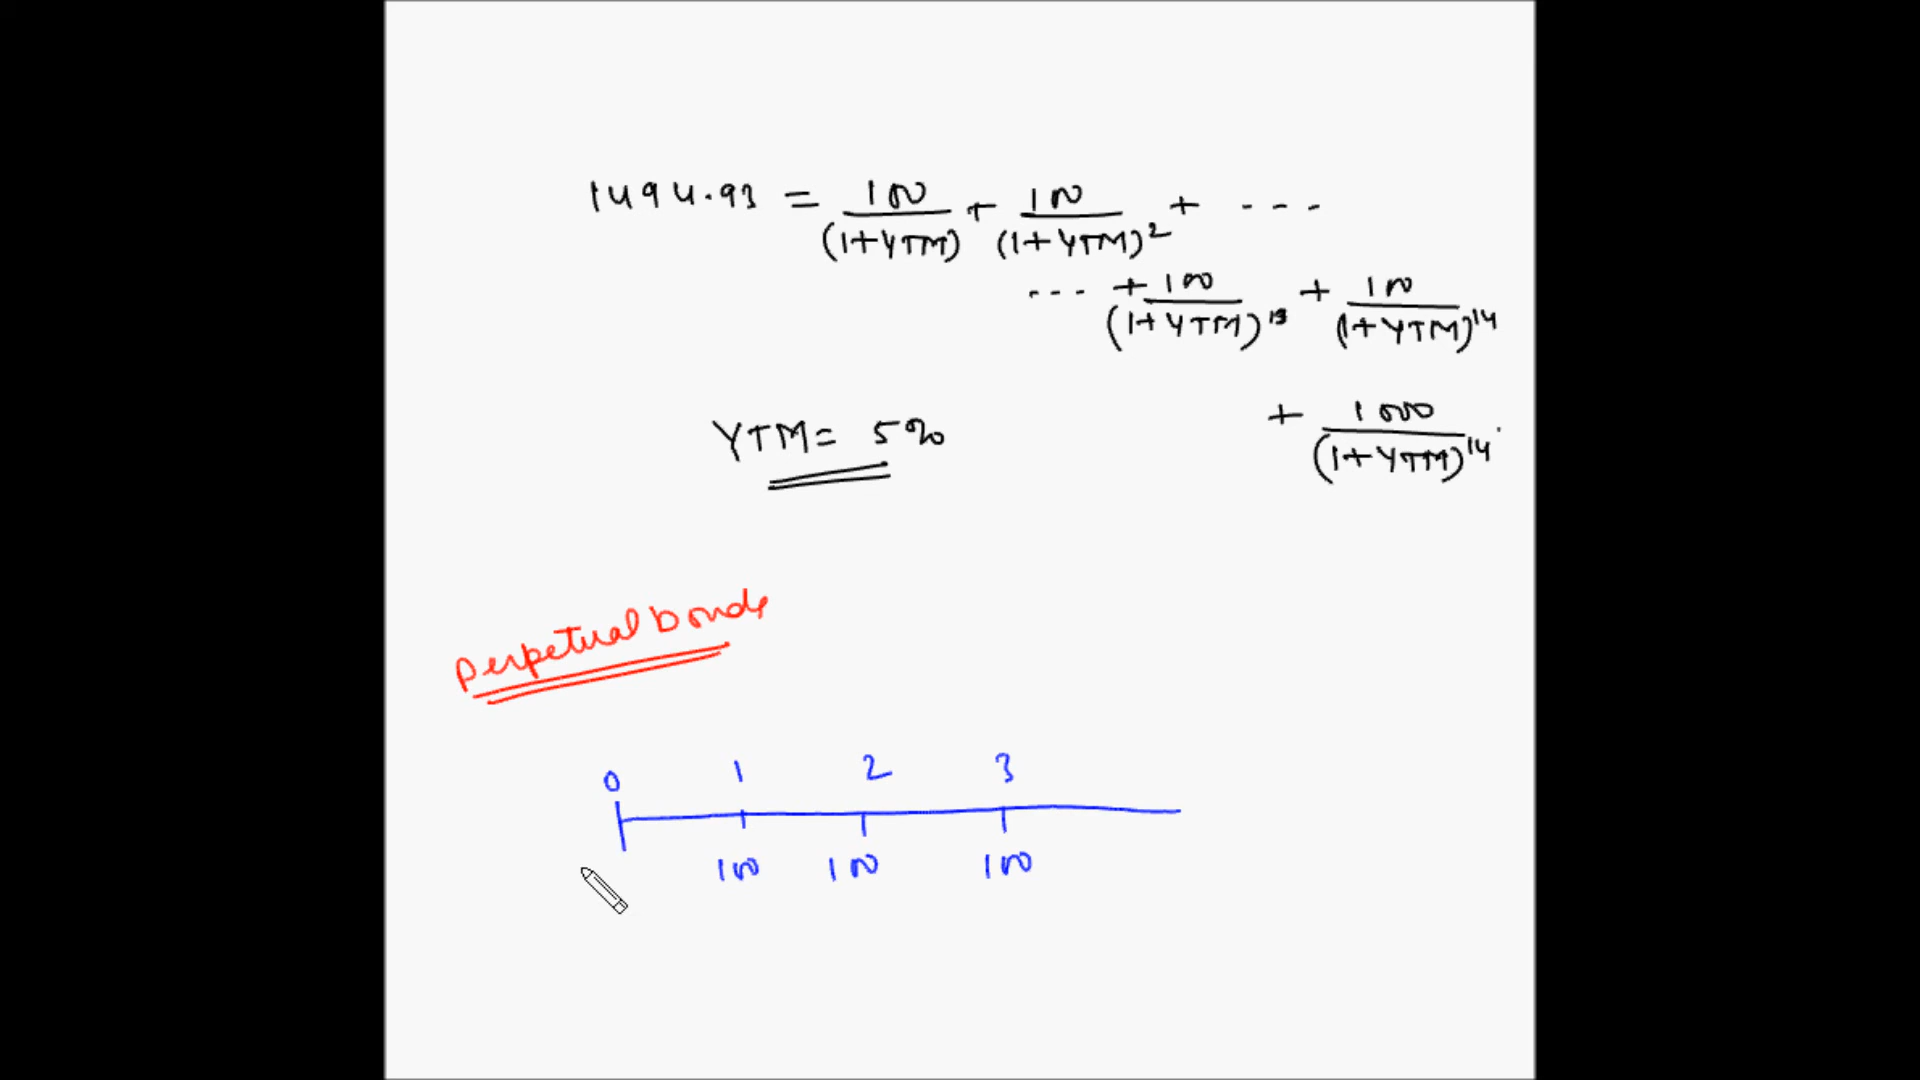 1494.93 = 100/(1+YTM) + 100/(1+YTM)² + ---
--- + 100/(1+YTM)¹³ + 100/(1+YTM)¹⁴
+ 1000/(1+YTM)¹⁴
YTM = 5%
Perpetual bonds
0 1 2 3
100 100 100